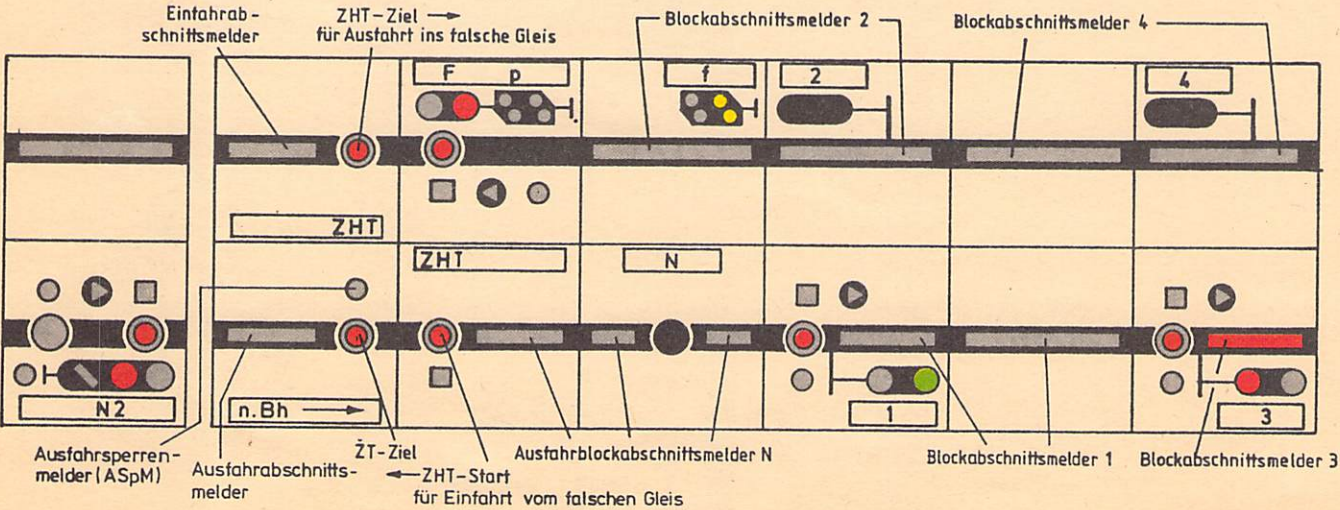 Einfahrab-
schnittsmelder
ZHT-Ziel →
für Ausfahrt ins falsche Gleis
Blockabschnittsmelder 2
Blockabschnittsmelder 4
F p
f
2
4
ZHT
ZHT
N
N2
n.Bh →
1
3
Ausfahrsperren-
melder (ASpM)
Ausfahrabschnitts-
melder
ŻT-Ziel
←ZHT-Start
für Einfahrt vom falschen Gleis
Ausfahrblockabschnittsmelder N
Blockabschnittsmelder 1
Blockabschnittsmelder 3